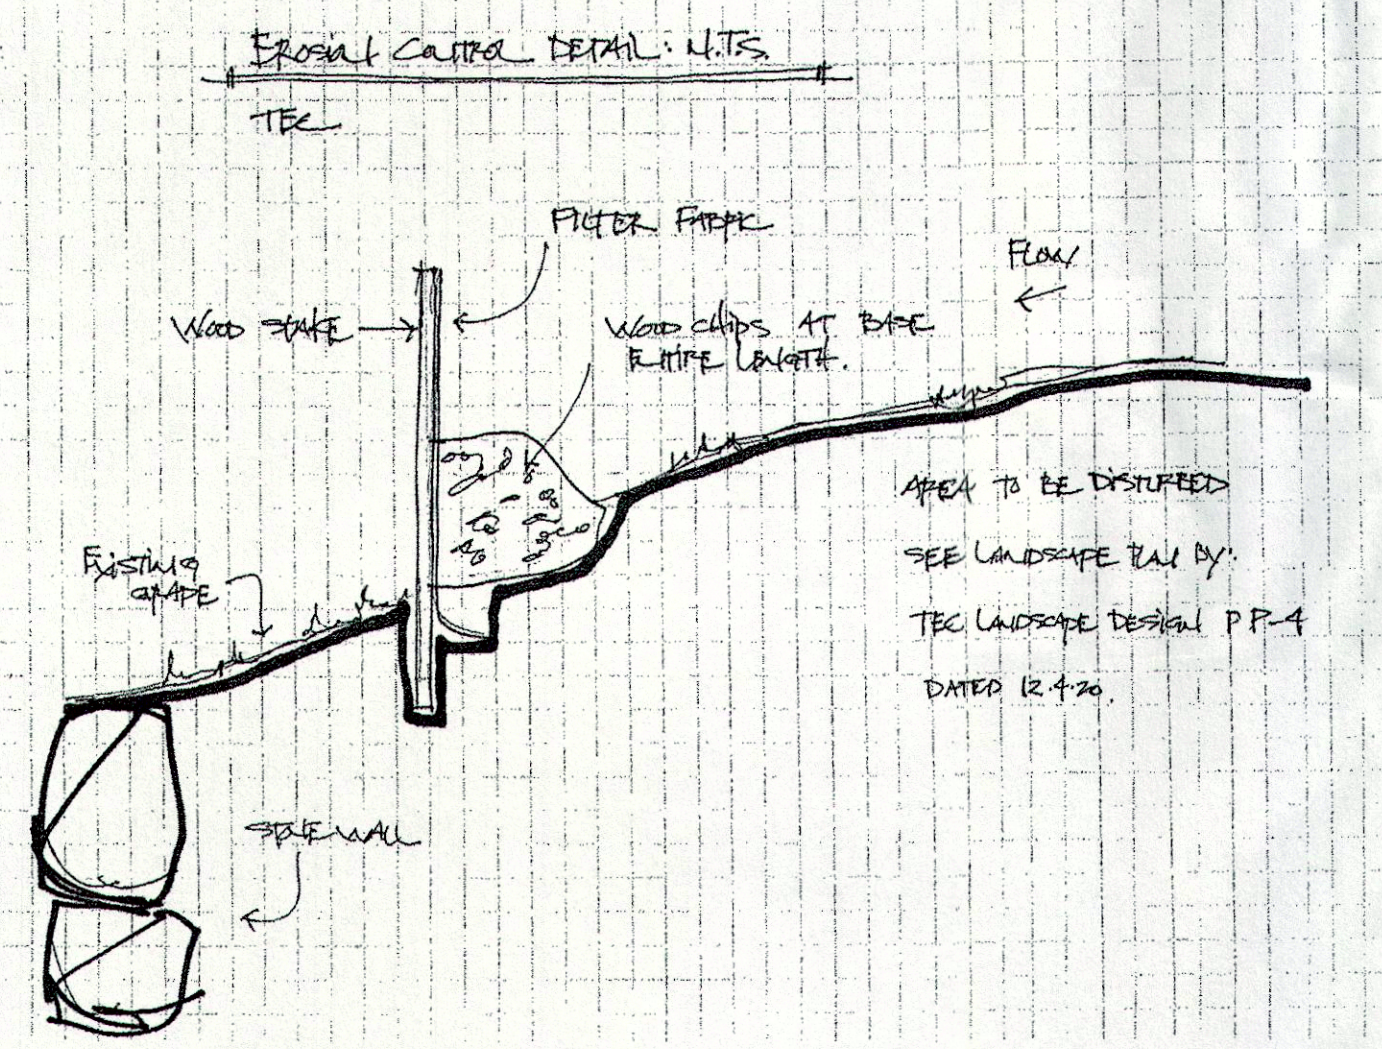 EROSION CONTROL DETAIL: N.T.S.
TEC
FILTER FABRIC
FLOW
WOOD STAKE
WOOD CHIPS AT BASE
ENTIRE LENGTH.
AREA TO BE DISTURBED
EXISTING
GRADE
SEE LANDSCAPE PLAN BY:
TEC LANDSCAPE DESIGN P P-4
DATED 12.4.20.
STONE WALL